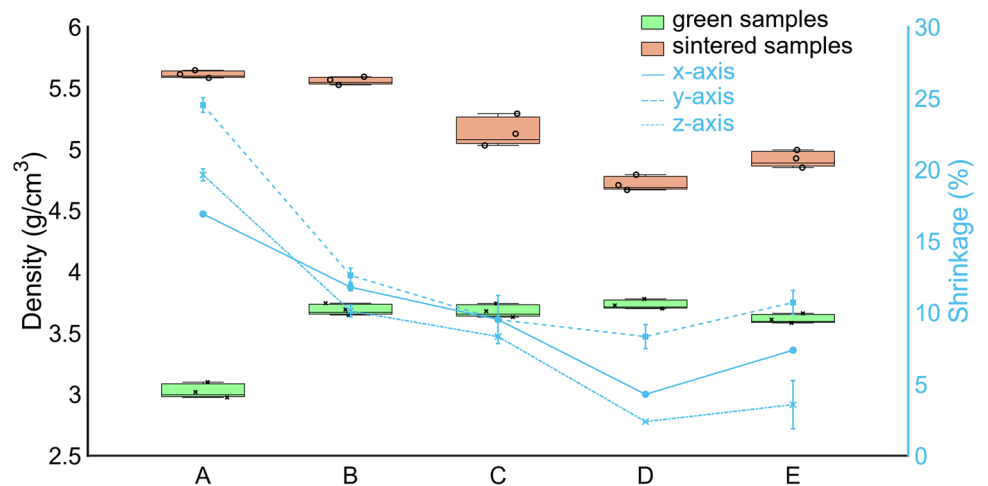 green samples
sintered samples
x-axis
y-axis
z-axis
Density (g/cm³)
6
5.5
5
4.5
4
3.5
3
2.5
Shrinkage (%)
30
25
20
15
10
5
0
A B C D E